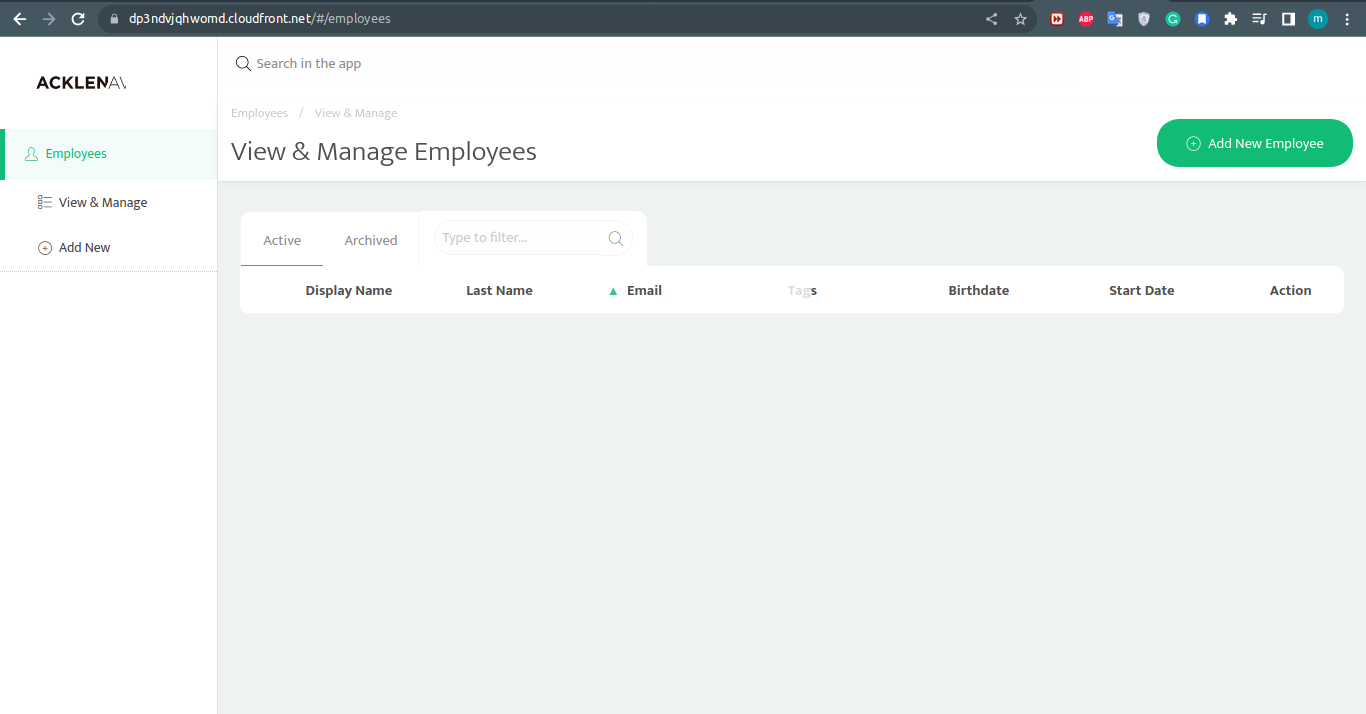 dp3ndvjqhwomd.cloudfront.net/#/employees
ABP
m
ACKLENAV
Search in the app
Employees / View & Manage
View & Manage Employees
Add New Employee
Employees
View & Manage
Add New
Active Archived Type to filter...
Display Name Last Name Email Tags Birthdate Start Date Action